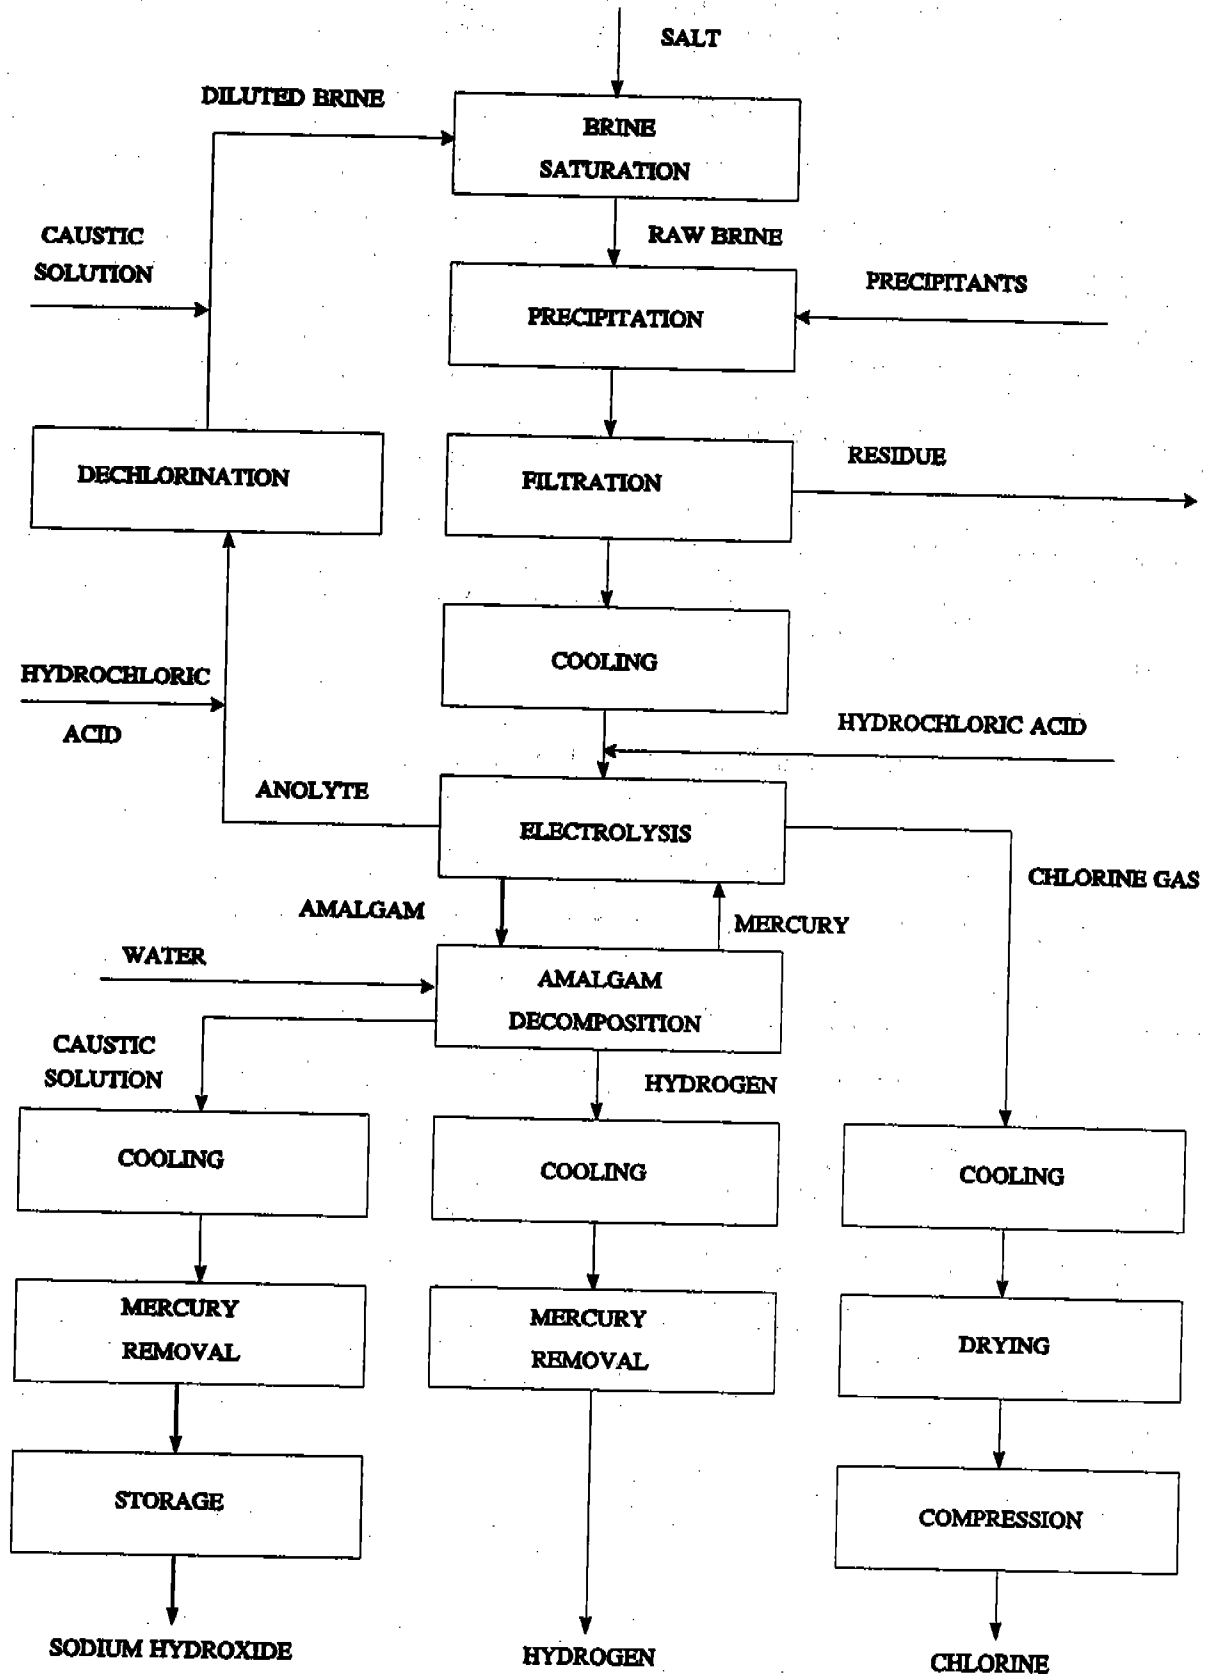 SALT
DILUTED BRINE
BRINE
SATURATION
RAW BRINE
CAUSTIC
SOLUTION
PRECIPITANTS
PRECIPITATION
DECHLORINATION
FILTRATION
RESIDUE
COOLING
HYDROCHLORIC
ACID
HYDROCHLORIC ACID
ANOLYTE
ELECTROLYSIS
CHLORINE GAS
AMALGAM
MERCURY
WATER
AMALGAM
DECOMPOSITION
CAUSTIC
SOLUTION
HYDROGEN
COOLING
COOLING
COOLING
MERCURY
REMOVAL
MERCURY
REMOVAL
DRYING
STORAGE
COMPRESSION
SODIUM HYDROXIDE
HYDROGEN
CHLORINE